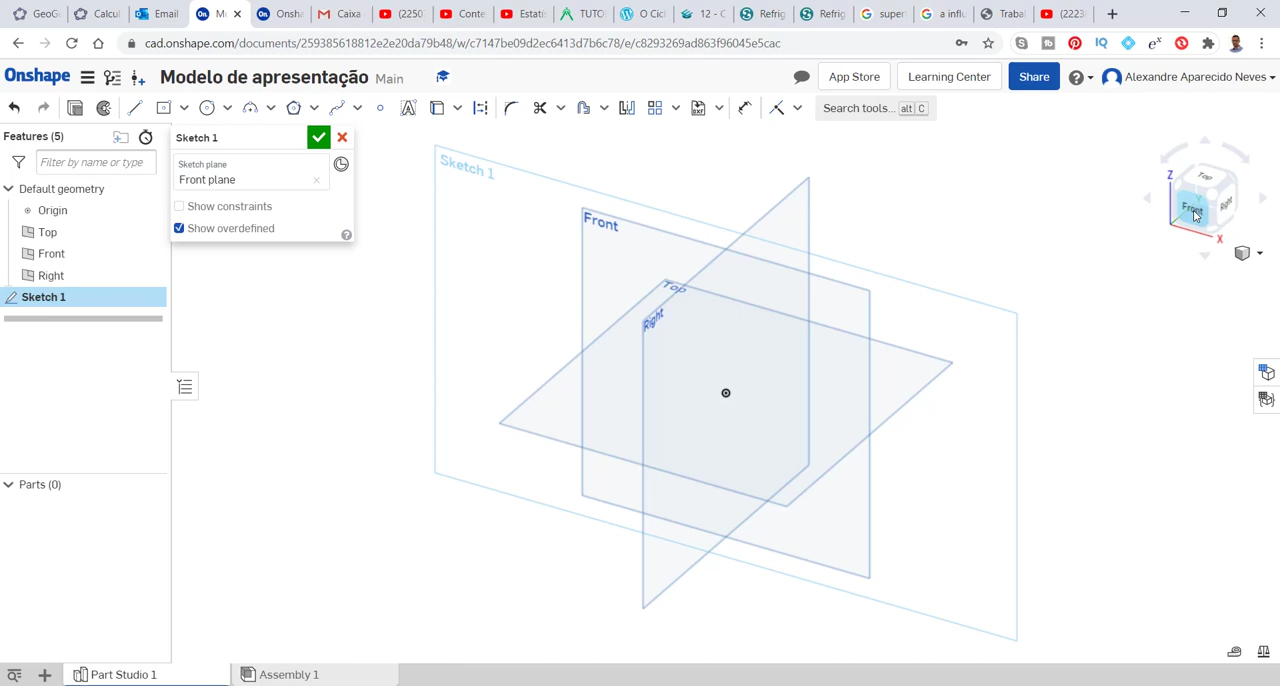 GeoG
Calcul
Email
Mo
Onsha
Caixa
(22507
Conte
Estatís
TUTO
O Cicl
12 - C
Refrig
Refrig
super
a influ
Trabal
(2223
cad.onshape.com/documents/259385618812e2e20da79b48/w/c7147be09d2ec6413d7b6c78/e/c8293269ad863f96045e5cac
Onshape
Modelo de apresentação Main
App Store
Learning Center
Share
Alexandre Aparecido Neves
Search tools... alt C
Features (5)
Filter by name or type
Default geometry
Origin
Top
Front
Right
Sketch 1
Parts (0)
Sketch 1
Sketch plane
Front plane
Show constraints
Show overdefined
Sketch 1
Front
Top
Right
Top
Front
Right
Z
Y
X
Part Studio 1
Assembly 1